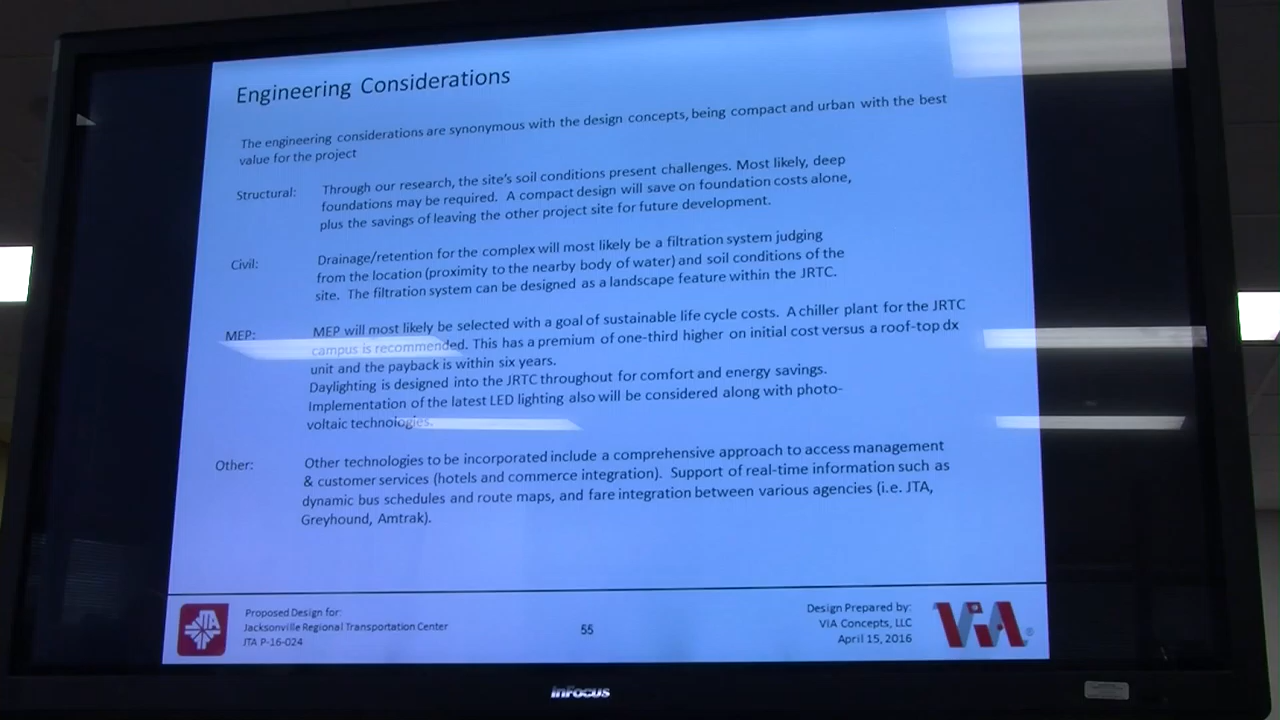 Engineering Considerations
The engineering considerations are synonymous with the design concepts, being compact and urban with the best
value for the project
Structural: Through our research, the site's soil conditions present challenges. Most likely, deep
foundations may be required. A compact design will save on foundation costs alone,
plus the savings of leaving the other project site for future development.
Civil: Drainage/retention for the complex will most likely be a filtration system judging
from the location (proximity to the nearby body of water) and soil conditions of the
site. The filtration system can be designed as a landscape feature within the JRTC.
MEP: MEP will most likely be selected with a goal of sustainable life cycle costs. A chiller plant for the JRTC
campus is recommended. This has a premium of one-third higher on initial cost versus a roof-top dx
unit and the payback is within six years.
Daylighting is designed into the JRTC throughout for comfort and energy savings.
Implementation of the latest LED lighting also will be considered along with photo-
voltaic technologies.
Other: Other technologies to be incorporated include a comprehensive approach to access management
& customer services (hotels and commerce integration). Support of real-time information such as
dynamic bus schedules and route maps, and fare integration between various agencies (i.e. JTA,
Greyhound, Amtrak).
JTA
Proposed Design for:
Jacksonville Regional Transportation Center
JTA P-16-024
55
Design Prepared by:
VIA Concepts, LLC
April 15, 2016
ViA®
InFocus